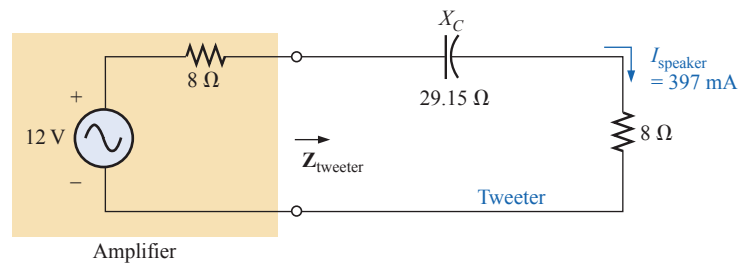 X_C
8 Ω
29.15 Ω
I_speaker
= 397 mA
+
12 V
–
Z_tweeter
8 Ω
Tweeter
Amplifier